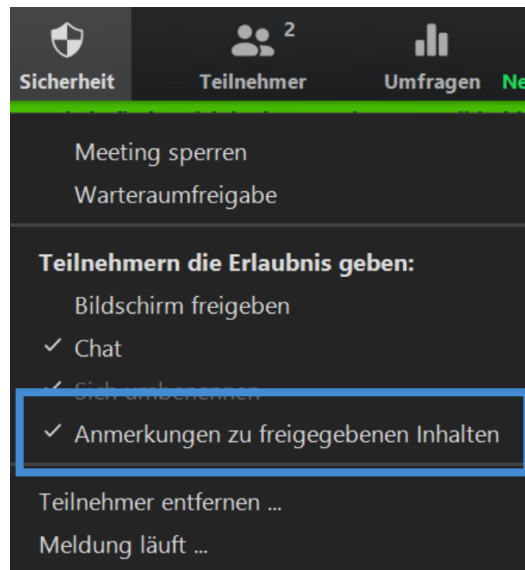 2
Sicherheit Teilnehmer Umfragen Ne
Meeting sperren
Warteraumfreigabe
Teilnehmern die Erlaubnis geben:
Bildschirm freigeben
Chat
Sich umbenennen
Anmerkungen zu freigegebenen Inhalten
Teilnehmer entfernen ...
Meldung läuft ...